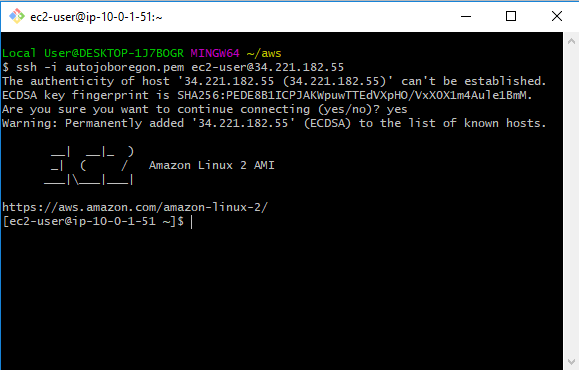 ec2-user@ip-10-0-1-51:~
Local User@DESKTOP-1J7BOGR MINGW64 ~/aws
$ ssh -i autojoboregon.pem ec2-user@34.221.182.55
The authenticity of host '34.221.182.55 (34.221.182.55)' can't be established.
ECDSA key fingerprint is SHA256:PEDE8B1ICPJAKWpuwTTEdVXpHO/VxXOX1m4Aule1BmM.
Are you sure you want to continue connecting (yes/no)? yes
Warning: Permanently added '34.221.182.55' (ECDSA) to the list of known hosts.
       __|  __|_  )
       _|  (     /   Amazon Linux 2 AMI
      ___|\___|___|
https://aws.amazon.com/amazon-linux-2/
[ec2-user@ip-10-0-1-51 ~]$